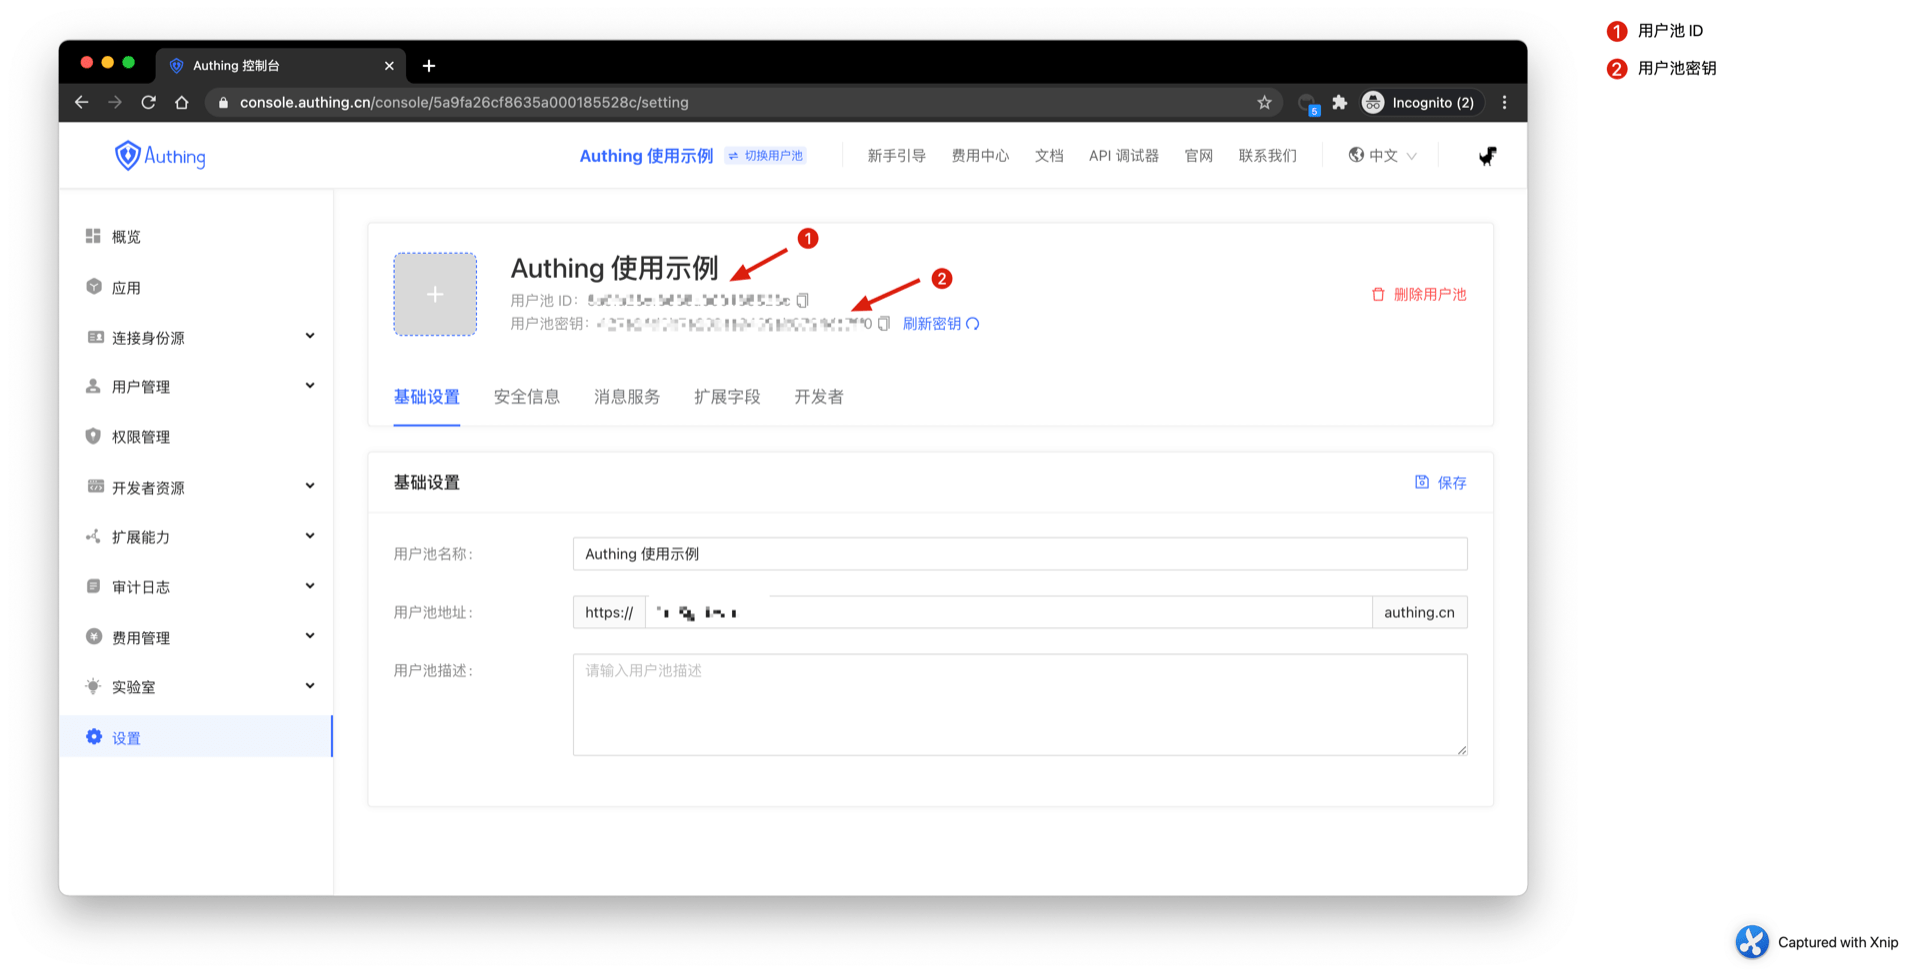 1 用户池 ID
2 用户池密钥
Authing 控制台
console.authing.cn/console/5a9fa26cf8635a000185528c/setting
5
Incognito (2)
Authing
Authing 使用示例
切换用户池
新手引导
费用中心
文档
API 调试器
官网
联系我们
中文
概览
应用
连接身份源
用户管理
权限管理
开发者资源
扩展能力
审计日志
费用管理
实验室
设置
1
Authing 使用示例
2
用户池 ID:
用户池密钥:
刷新密钥
删除用户池
基础设置
安全信息
消息服务
扩展字段
开发者
基础设置
保存
用户池名称:
Authing 使用示例
用户池地址:
https://
authing.cn
用户池描述:
请输入用户池描述
Captured with Xnip